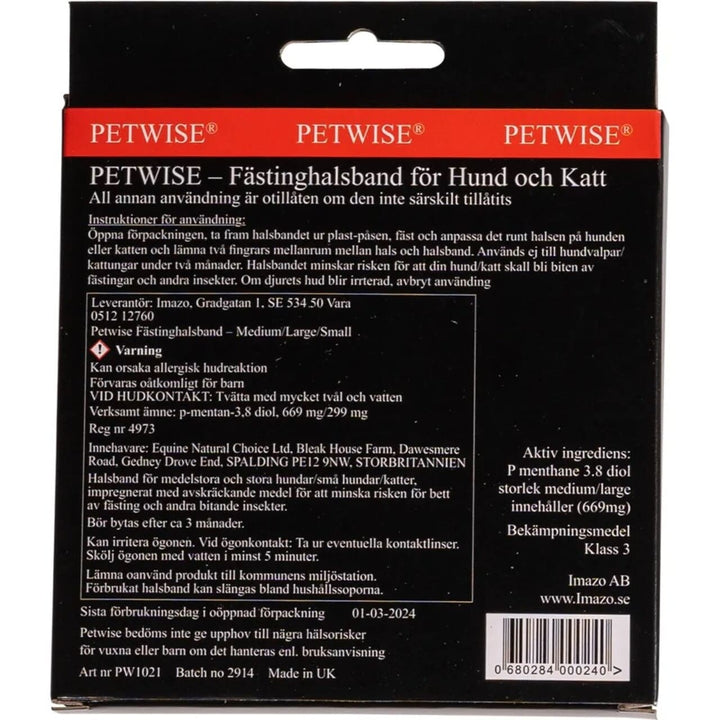 PETWISE® PETWISE® PETWISE®
PETWISE – Fästinghalsband för Hund och Katt
All annan användning är otillåten om den inte särskilt tillåtits
Instruktioner för användning:
Öppna förpackningen, ta fram halsbandet ur plast-påsen, fäst och anpassa det runt halsen på hunden
eller katten och lämna två fingrars mellanrum mellan hals och halsband. Används ej till hundvalpar/
kattungar under två månader. Halsbandet minskar risken för att din hund/katt skall bli biten av
fästingar och andra insekter. Om djurets hud blir irriterad, avbryt användning
Leverantör: Imazo, Gradgatan 1, SE 534 50 Vara
0512 12760
Petwise Fästinghalsband – Medium/Large/Small
Varning
Kan orsaka allergisk hudreaktion
Förvaras oåtkomligt för barn
VID HUDKONTAKT: Tvätta med mycket tvål och vatten
Verksamt ämne: p-mentan-3,8 diol, 669 mg/299 mg
Reg nr 4973
Innehavare: Equine Natural Choice Ltd, Bleak House Farm, Dawesmere
Road, Gedney Drove End, SPALDING PE12 9NW, STORBRITANNIEN
Halsband för medelstora och stora hundar/små hundar/katter,
impregnerat med avskräckande medel för att minska risken för bett
av fästing och andra bitande insekter.
Bör bytas efter ca 3 månader.
Kan irritera ögonen. Vid ögonkontakt: Ta ur eventuella kontaktlinser.
Skölj ögonen med vatten i minst 5 minuter.
Lämna oanvänd produkt till kommunens miljöstation.
Förbrukat halsband kan slängas bland hushållssoporna.
Aktiv ingrediens:
P menthane 3.8 diol
storlek medium/large
innehåller (669mg)
Bekämpningsmedel
Klass 3
Imazo AB
www.Imazo.se
Sista förbrukningsdag i oöppnad förpackning 01-03-2024
Petwise bedöms inte ge upphov till några hälsorisker
för vuxna eller barn om det hanteras enl. bruksanvisning
Art nr PW1021 Batch no 2914 Made in UK
0 680284 000240 >